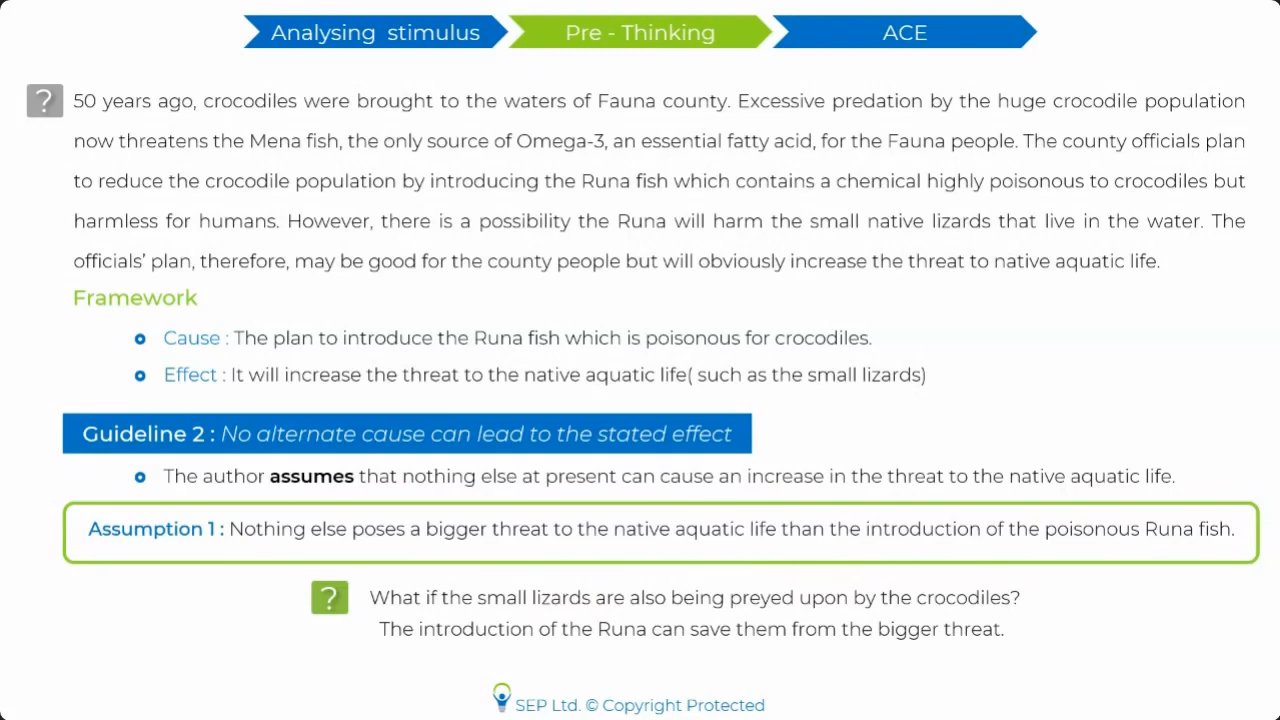 Analysing stimulus
Pre - Thinking
ACE
?
50 years ago, crocodiles were brought to the waters of Fauna county. Excessive predation by the huge crocodile population
now threatens the Mena fish, the only source of Omega-3, an essential fatty acid, for the Fauna people. The county officials plan
to reduce the crocodile population by introducing the Runa fish which contains a chemical highly poisonous to crocodiles but
harmless for humans. However, there is a possibility the Runa will harm the small native lizards that live in the water. The
officials’ plan, therefore, may be good for the county people but will obviously increase the threat to native aquatic life.
Framework
Cause : The plan to introduce the Runa fish which is poisonous for crocodiles.
Effect : It will increase the threat to the native aquatic life( such as the small lizards)
Guideline 2 : No alternate cause can lead to the stated effect
The author assumes that nothing else at present can cause an increase in the threat to the native aquatic life.
Assumption 1 : Nothing else poses a bigger threat to the native aquatic life than the introduction of the poisonous Runa fish.
?
What if the small lizards are also being preyed upon by the crocodiles?
The introduction of the Runa can save them from the bigger threat.
SEP Ltd. © Copyright Protected